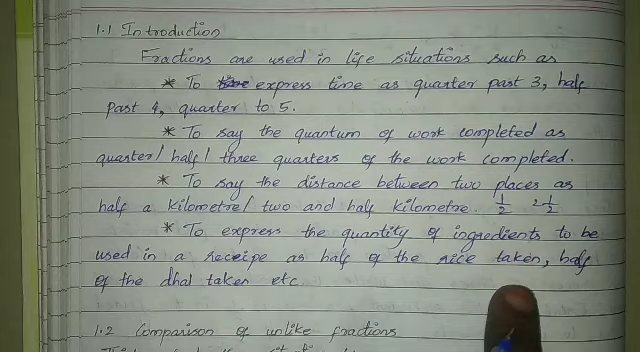 1.1 Introduction
Fractions are used in life situations such as
* To express time as quarter past 3, half
past 4, quarter to 5.
* To say the quantum of work completed as
quarter/ half/ three quarters of the work completed.
* To say the distance between two places as
half a kilometre/ two and half kilometre. 1/2 2 1/2
* To express the quantity of ingredients to be
used in a receipe as half of the rice taken, half
of the dhal taken etc.
1.2 Comparison of unlike fractions